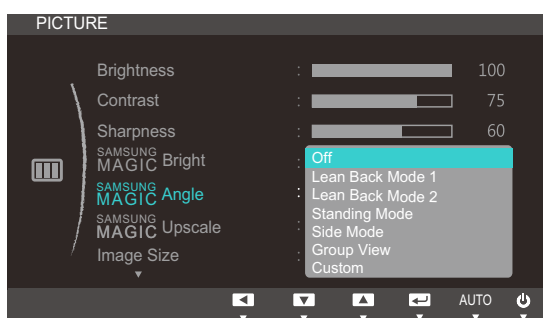 PICTURE
Brightness : 100
Contrast : 75
Sharpness : 60
SAMSUNG MAGIC Bright :
SAMSUNG MAGIC Angle :
SAMSUNG MAGIC Upscale :
Image Size :
Off
Lean Back Mode 1
Lean Back Mode 2
Standing Mode
Side Mode
Group View
Custom
AUTO